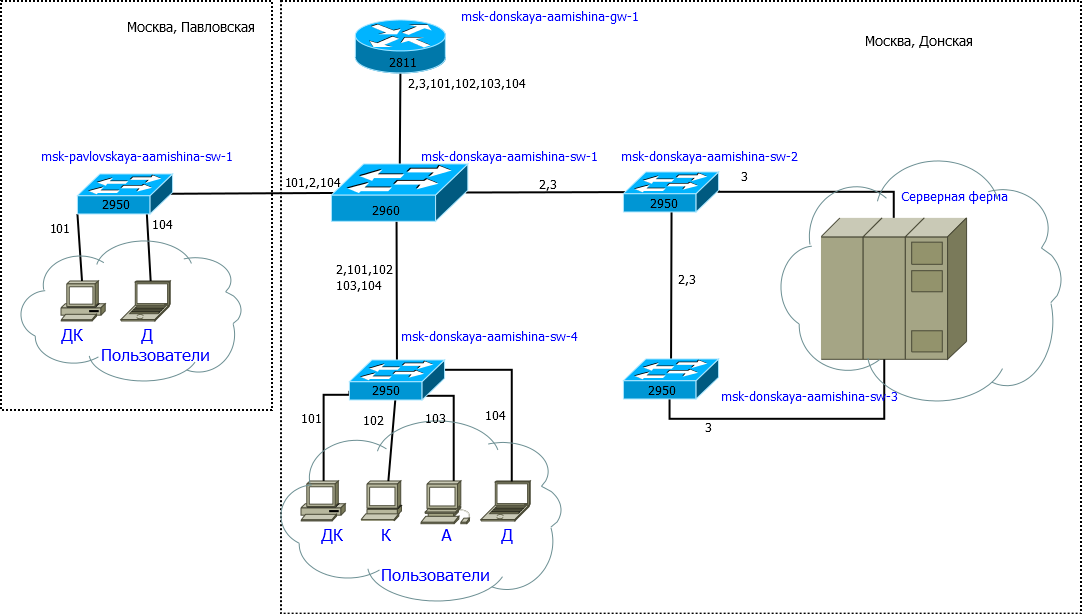 Москва, Павловская
msk-donskaya-aamishina-gw-1
Москва, Донская
2811
2,3,101,102,103,104
msk-pavlovskaya-aamishina-sw-1
msk-donskaya-aamishina-sw-1
msk-donskaya-aamishina-sw-2
2950
101,2,104
2960
2,3
2950
3
Серверная ферма
101
104
ДК
Д
Пользователи
2,101,102
103,104
2,3
msk-donskaya-aamishina-sw-4
2950
2950
msk-donskaya-aamishina-sw-3
3
101
102
103
104
ДК
К
А
Д
Пользователи